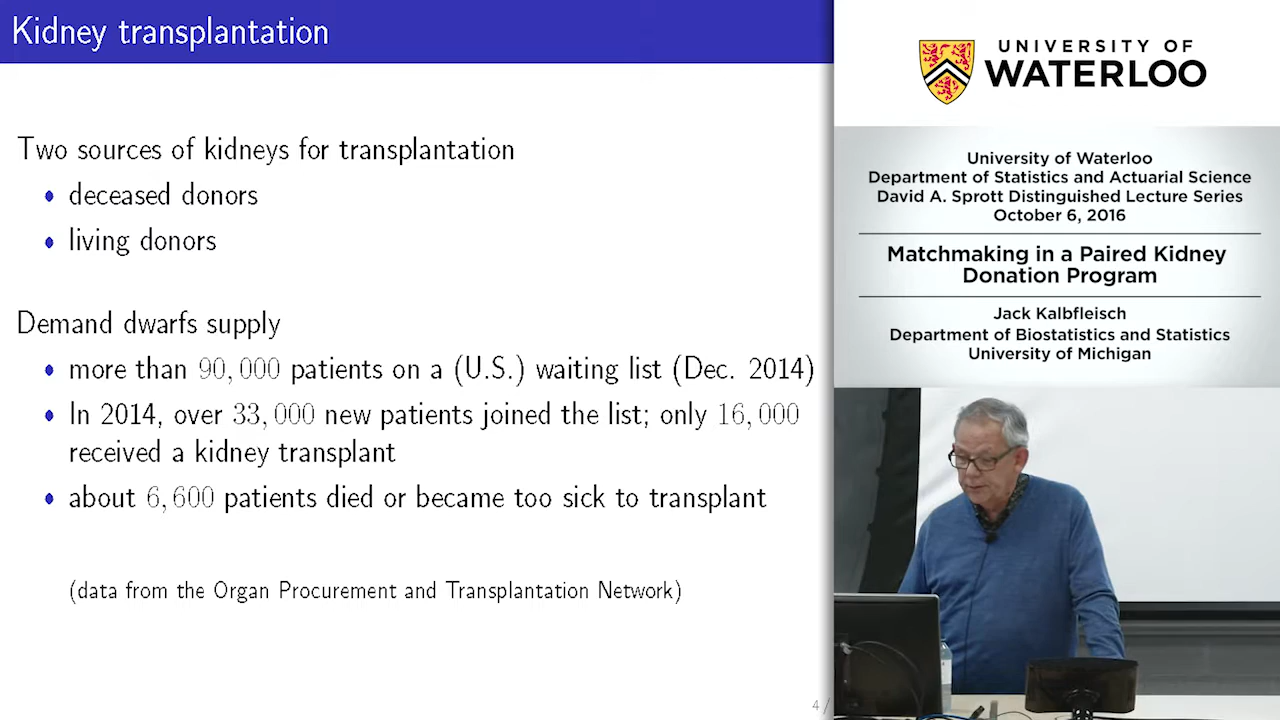 Kidney transplantation
Two sources of kidneys for transplantation
deceased donors
living donors
Demand dwarfs supply
more than 90,000 patients on a (U.S.) waiting list (Dec. 2014)
In 2014, over 33,000 new patients joined the list; only 16,000
received a kidney transplant
about 6,600 patients died or became too sick to transplant
(data from the Organ Procurement and Transplantation Network)
4 /
UNIVERSITY OF
WATERLOO
University of Waterloo
Department of Statistics and Actuarial Science
David A. Sprott Distinguished Lecture Series
October 6, 2016
Matchmaking in a Paired Kidney
Donation Program
Jack Kalbfleisch
Department of Biostatistics and Statistics
University of Michigan